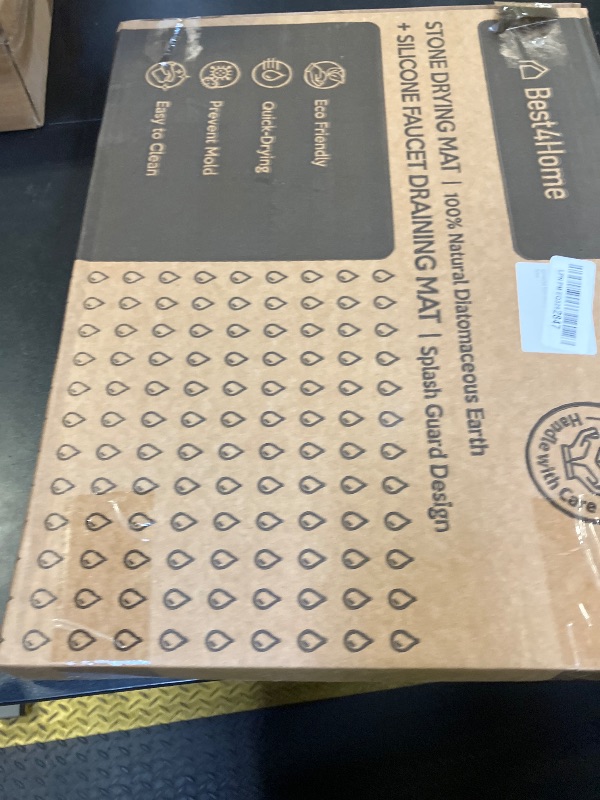 Best4Home
STONE DRYING MAT | 100% Natural Diatomaceous Earth
+ SILICONE FAUCET DRAINING MAT | Splash Guard Design
Eco Friendly
Quick-Drying
Prevent Mold
Easy to Clean
Handle with Care